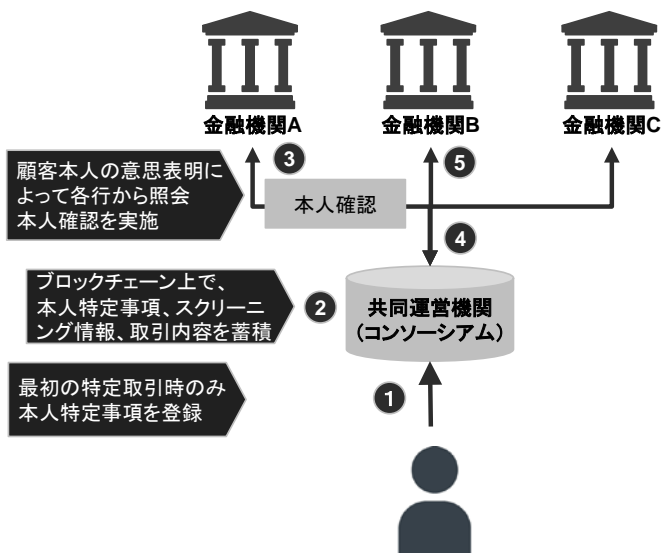 金融機関A
金融機関B
金融機関C
3
5
顧客本人の意思表明に
よって各行から照会
本人確認を実施
本人確認
4
ブロックチェーン上で、
本人特定事項、スクリーニ
ング情報、取引内容を蓄積
2
共同運営機関
(コンソーシアム)
最初の特定取引時のみ
本人特定事項を登録
1